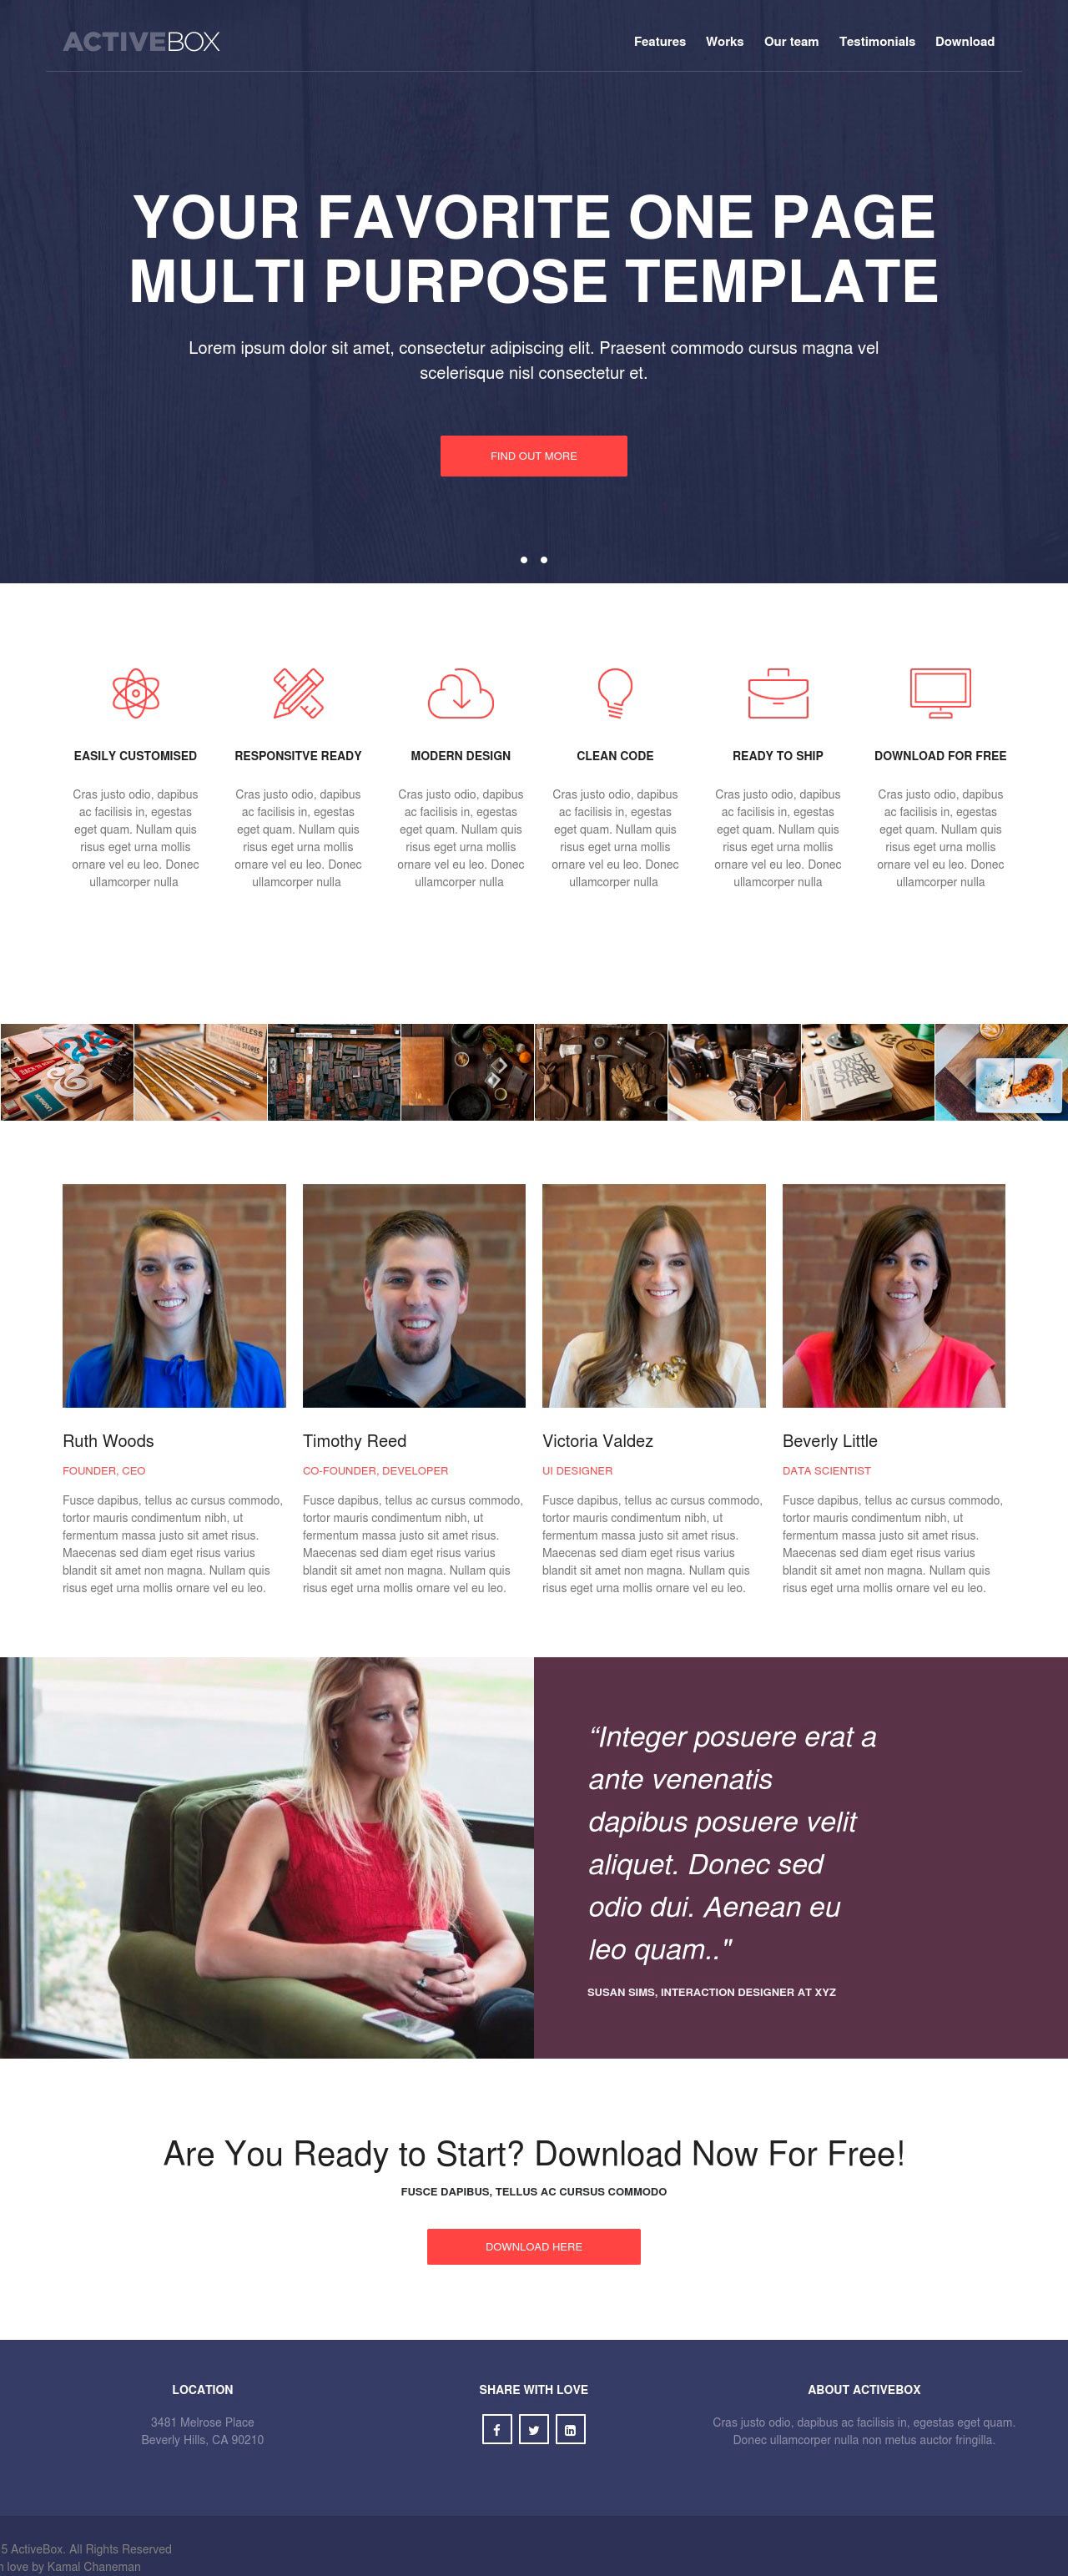 ACTIVEBOX
Features Works Our team Testimonials Download
YOUR FAVORITE ONE PAGE
MULTI PURPOSE TEMPLATE
Lorem ipsum dolor sit amet, consectetur adipiscing elit. Praesent commodo cursus magna vel
scelerisque nisl consectetur et.
FIND OUT MORE
EASILY CUSTOMISED
Cras justo odio, dapibus
ac facilisis in, egestas
eget quam. Nullam quis
risus eget urna mollis
ornare vel eu leo. Donec
ullamcorper nulla
RESPONSITVE READY
Cras justo odio, dapibus
ac facilisis in, egestas
eget quam. Nullam quis
risus eget urna mollis
ornare vel eu leo. Donec
ullamcorper nulla
MODERN DESIGN
Cras justo odio, dapibus
ac facilisis in, egestas
eget quam. Nullam quis
risus eget urna mollis
ornare vel eu leo. Donec
ullamcorper nulla
CLEAN CODE
Cras justo odio, dapibus
ac facilisis in, egestas
eget quam. Nullam quis
risus eget urna mollis
ornare vel eu leo. Donec
ullamcorper nulla
READY TO SHIP
Cras justo odio, dapibus
ac facilisis in, egestas
eget quam. Nullam quis
risus eget urna mollis
ornare vel eu leo. Donec
ullamcorper nulla
DOWNLOAD FOR FREE
Cras justo odio, dapibus
ac facilisis in, egestas
eget quam. Nullam quis
risus eget urna mollis
ornare vel eu leo. Donec
ullamcorper nulla
DON'T
JUST
STAND
THERE
Ruth Woods
FOUNDER, CEO
Fusce dapibus, tellus ac cursus commodo,
tortor mauris condimentum nibh, ut
fermentum massa justo sit amet risus.
Maecenas sed diam eget risus varius
blandit sit amet non magna. Nullam quis
risus eget urna mollis ornare vel eu leo.
Timothy Reed
CO-FOUNDER, DEVELOPER
Fusce dapibus, tellus ac cursus commodo,
tortor mauris condimentum nibh, ut
fermentum massa justo sit amet risus.
Maecenas sed diam eget risus varius
blandit sit amet non magna. Nullam quis
risus eget urna mollis ornare vel eu leo.
Victoria Valdez
UI DESIGNER
Fusce dapibus, tellus ac cursus commodo,
tortor mauris condimentum nibh, ut
fermentum massa justo sit amet risus.
Maecenas sed diam eget risus varius
blandit sit amet non magna. Nullam quis
risus eget urna mollis ornare vel eu leo.
Beverly Little
DATA SCIENTIST
Fusce dapibus, tellus ac cursus commodo,
tortor mauris condimentum nibh, ut
fermentum massa justo sit amet risus.
Maecenas sed diam eget risus varius
blandit sit amet non magna. Nullam quis
risus eget urna mollis ornare vel eu leo.
“Integer posuere erat a
ante venenatis
dapibus posuere velit
aliquet. Donec sed
odio dui. Aenean eu
leo quam.."
SUSAN SIMS, INTERACTION DESIGNER AT XYZ
Are You Ready to Start? Download Now For Free!
FUSCE DAPIBUS, TELLUS AC CURSUS COMMODO
DOWNLOAD HERE
LOCATION
3481 Melrose Place
Beverly Hills, CA 90210
SHARE WITH LOVE
ABOUT ACTIVEBOX
Cras justo odio, dapibus ac facilisis in, egestas eget quam.
Donec ullamcorper nulla non metus auctor fringilla.
5 ActiveBox. All Rights Reserved
love by Kamal Chaneman